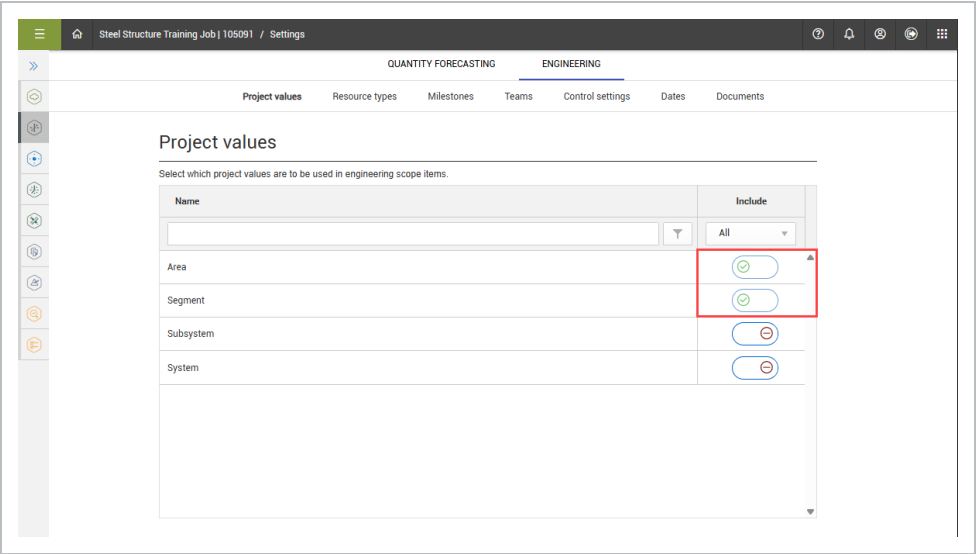 Steel Structure Training Job | 105091 / Settings
QUANTITY FORECASTING ENGINEERING
Project values Resource types Milestones Teams Control settings Dates Documents
Project values
Select which project values are to be used in engineering scope items.
Name Include
All
Area
Segment
Subsystem
System